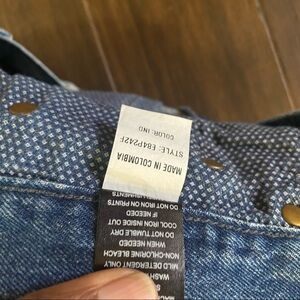 MADE IN COLOMBIA
STYLE: E84P242F
COLOR: IND
MILD DETERGENT ONLY
NON-CHLORINE BLEACH
WHEN NEEDED
DO NOT TUMBLE DRY
COOL IRON INSIDE OUT
IF NEEDED
DO NOT IRON ON PRINTS